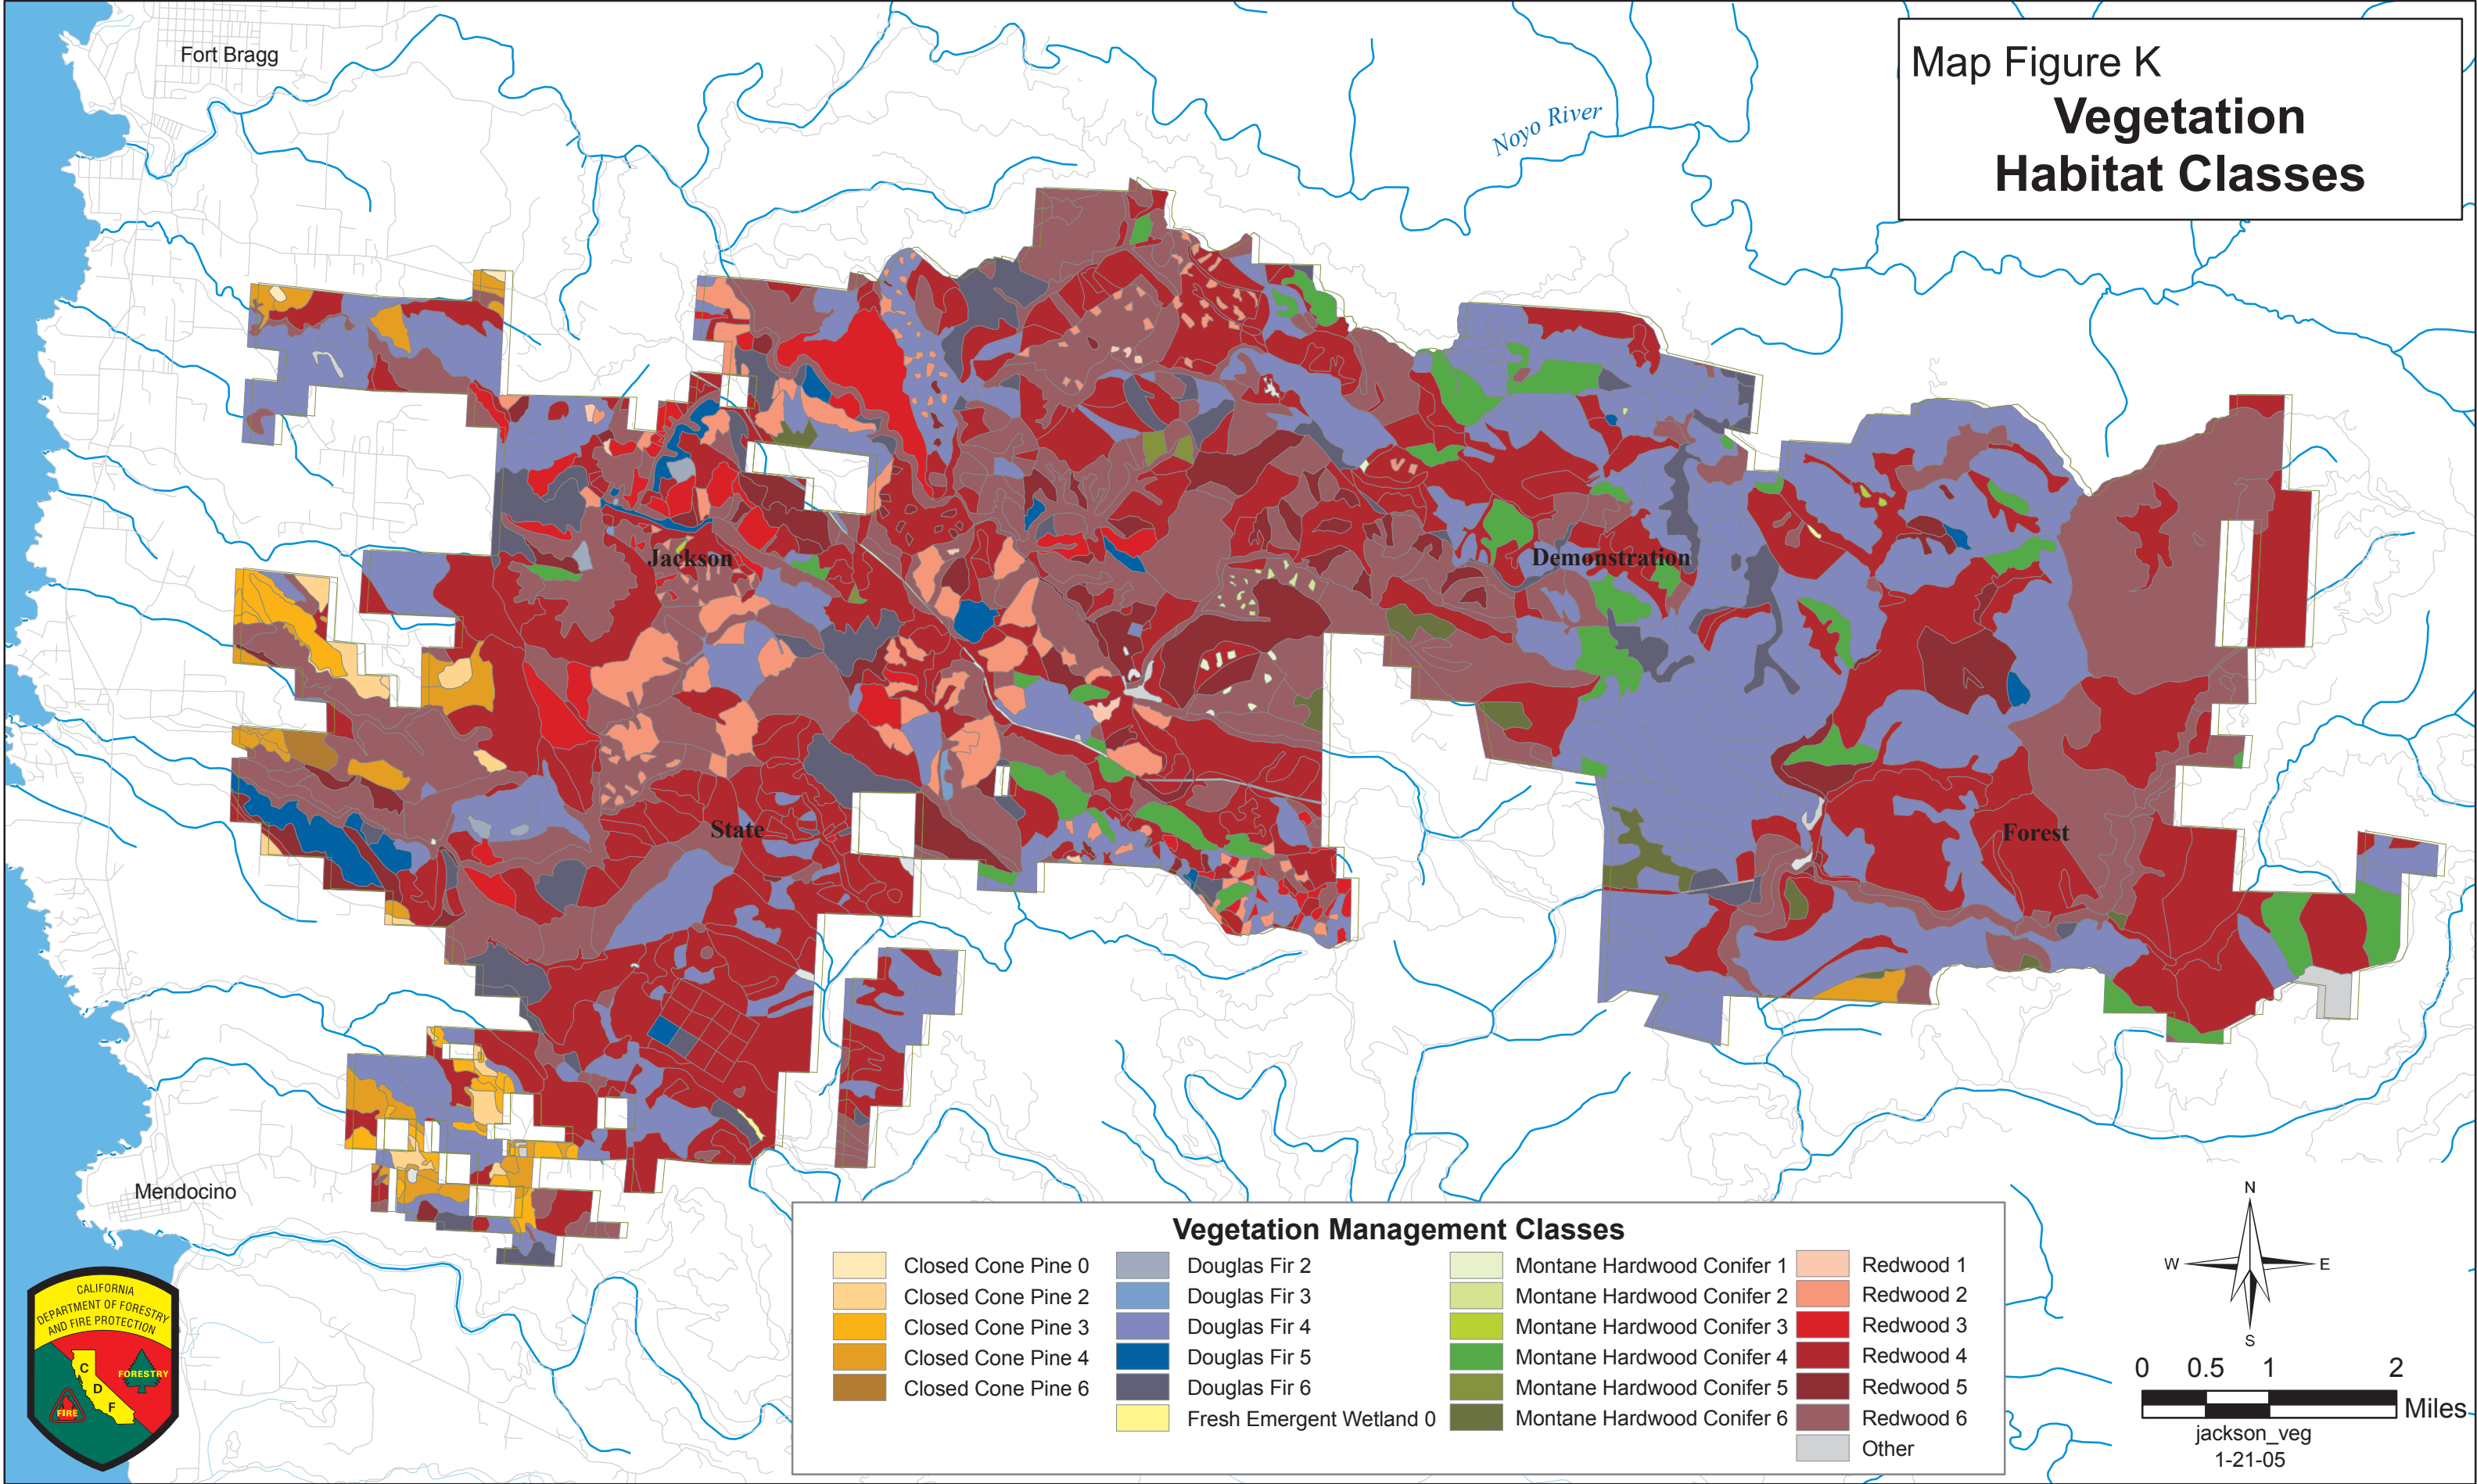 Fort Bragg
Map Figure K
Vegetation
Habitat Classes
Noyo River
Jackson
Demonstration
State
Forest
Mendocino
Vegetation Management Classes
Closed Cone Pine 0
Closed Cone Pine 2
Closed Cone Pine 3
Closed Cone Pine 4
Closed Cone Pine 6
Douglas Fir 2
Douglas Fir 3
Douglas Fir 4
Douglas Fir 5
Douglas Fir 6
Fresh Emergent Wetland 0
Montane Hardwood Conifer 1
Montane Hardwood Conifer 2
Montane Hardwood Conifer 3
Montane Hardwood Conifer 4
Montane Hardwood Conifer 5
Montane Hardwood Conifer 6
Redwood 1
Redwood 2
Redwood 3
Redwood 4
Redwood 5
Redwood 6
Other
N
W E
S
0 0.5 1 2
Miles
jackson_veg
1-21-05
CALIFORNIA
DEPARTMENT OF FORESTRY
AND FIRE PROTECTION
C
D
F
FORESTRY
FIRE